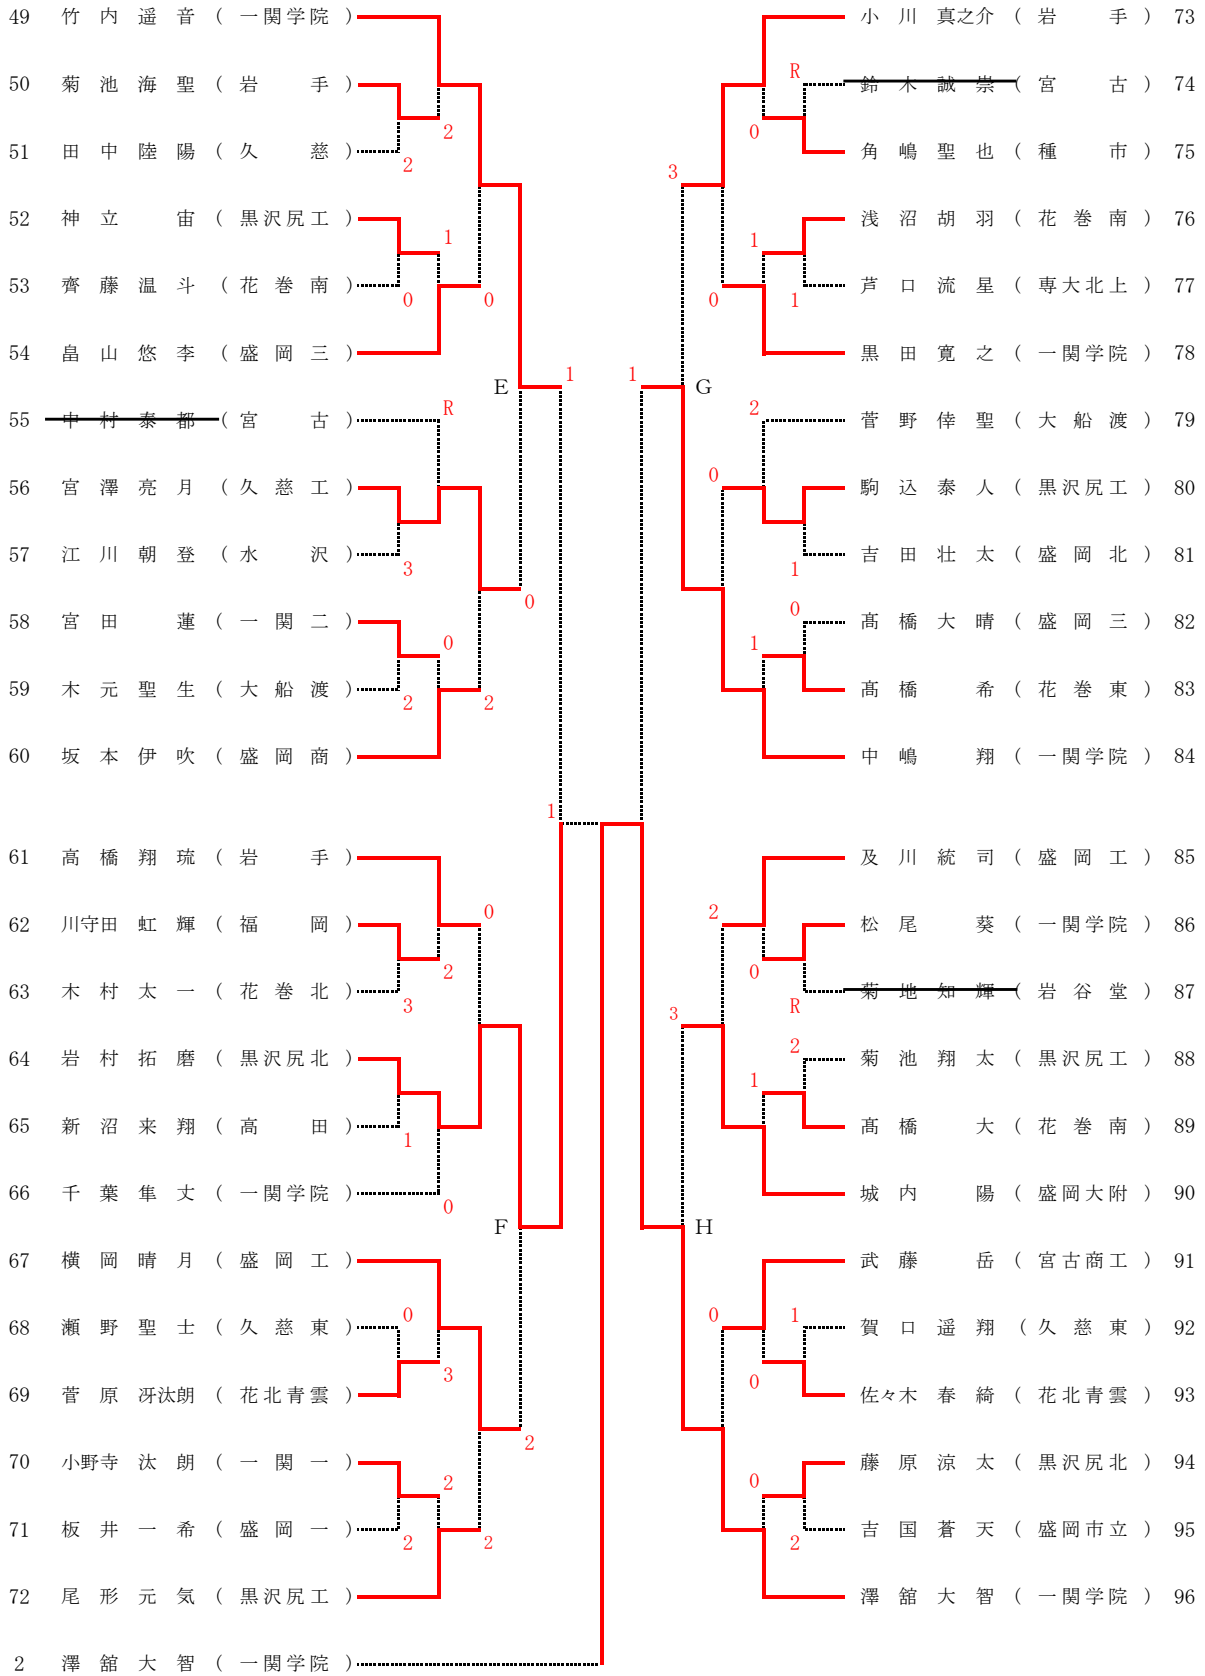 49 竹内遥音(一関学院)
2
50 菊池海聖(岩手)
2
51 田中陸陽(久慈)
52 神立宙(黒沢尻工)
1
0
53 齊藤温斗(花巻南)
0
54 畠山悠李(盛岡三)
E
1
55 中村泰都(宮古)
R
56 宮澤亮月(久慈工)
57 江川朝登(水沢)
3
0
58 宮田蓮(一関二)
0
59 木元聖生(大船渡)
2
2
60 坂本伊吹(盛岡商)
1
61 高橋翔琉(岩手)
0
62 川守田虹輝(福岡)
2
63 木村太一(花巻北)
3
64 岩村拓磨(黒沢尻北)
65 新沼来翔(高田)
1
66 千葉隼丈(一関学院)
0
F
67 横岡晴月(盛岡工)
0
68 瀬野聖士(久慈東)
3
69 菅原冴汰朗(花北青雲)
2
70 小野寺汰朗(一関一)
2
71 板井一希(盛岡一)
2
2
72 尾形元気(黒沢尻工)
2 澤舘大智(一関学院)
小川真之介(岩手) 73
R
鈴木誠崇(宮古) 74
0
角嶋聖也(種市) 75
3
浅沼胡羽(花巻南) 76
1
芦口流星(専大北上) 77
0
1
黒田寛之(一関学院) 78
1
G
2
菅野倖聖(大船渡) 79
0
駒込泰人(黒沢尻工) 80
吉田壮太(盛岡北) 81
1
0
髙橋大晴(盛岡三) 82
1
髙橋希(花巻東) 83
中嶋翔(一関学院) 84
及川統司(盛岡工) 85
2
松尾葵(一関学院) 86
0
菊地知輝(岩谷堂) 87
R
3
2
菊池翔太(黒沢尻工) 88
1
髙橋大(花巻南) 89
城内陽(盛岡大附) 90
H
武藤岳(宮古商工) 91
0
1
賀口遥翔(久慈東) 92
0
佐々木春綺(花北青雲) 93
藤原涼太(黒沢尻北) 94
0
吉国蒼天(盛岡市立) 95
2
澤舘大智(一関学院) 96